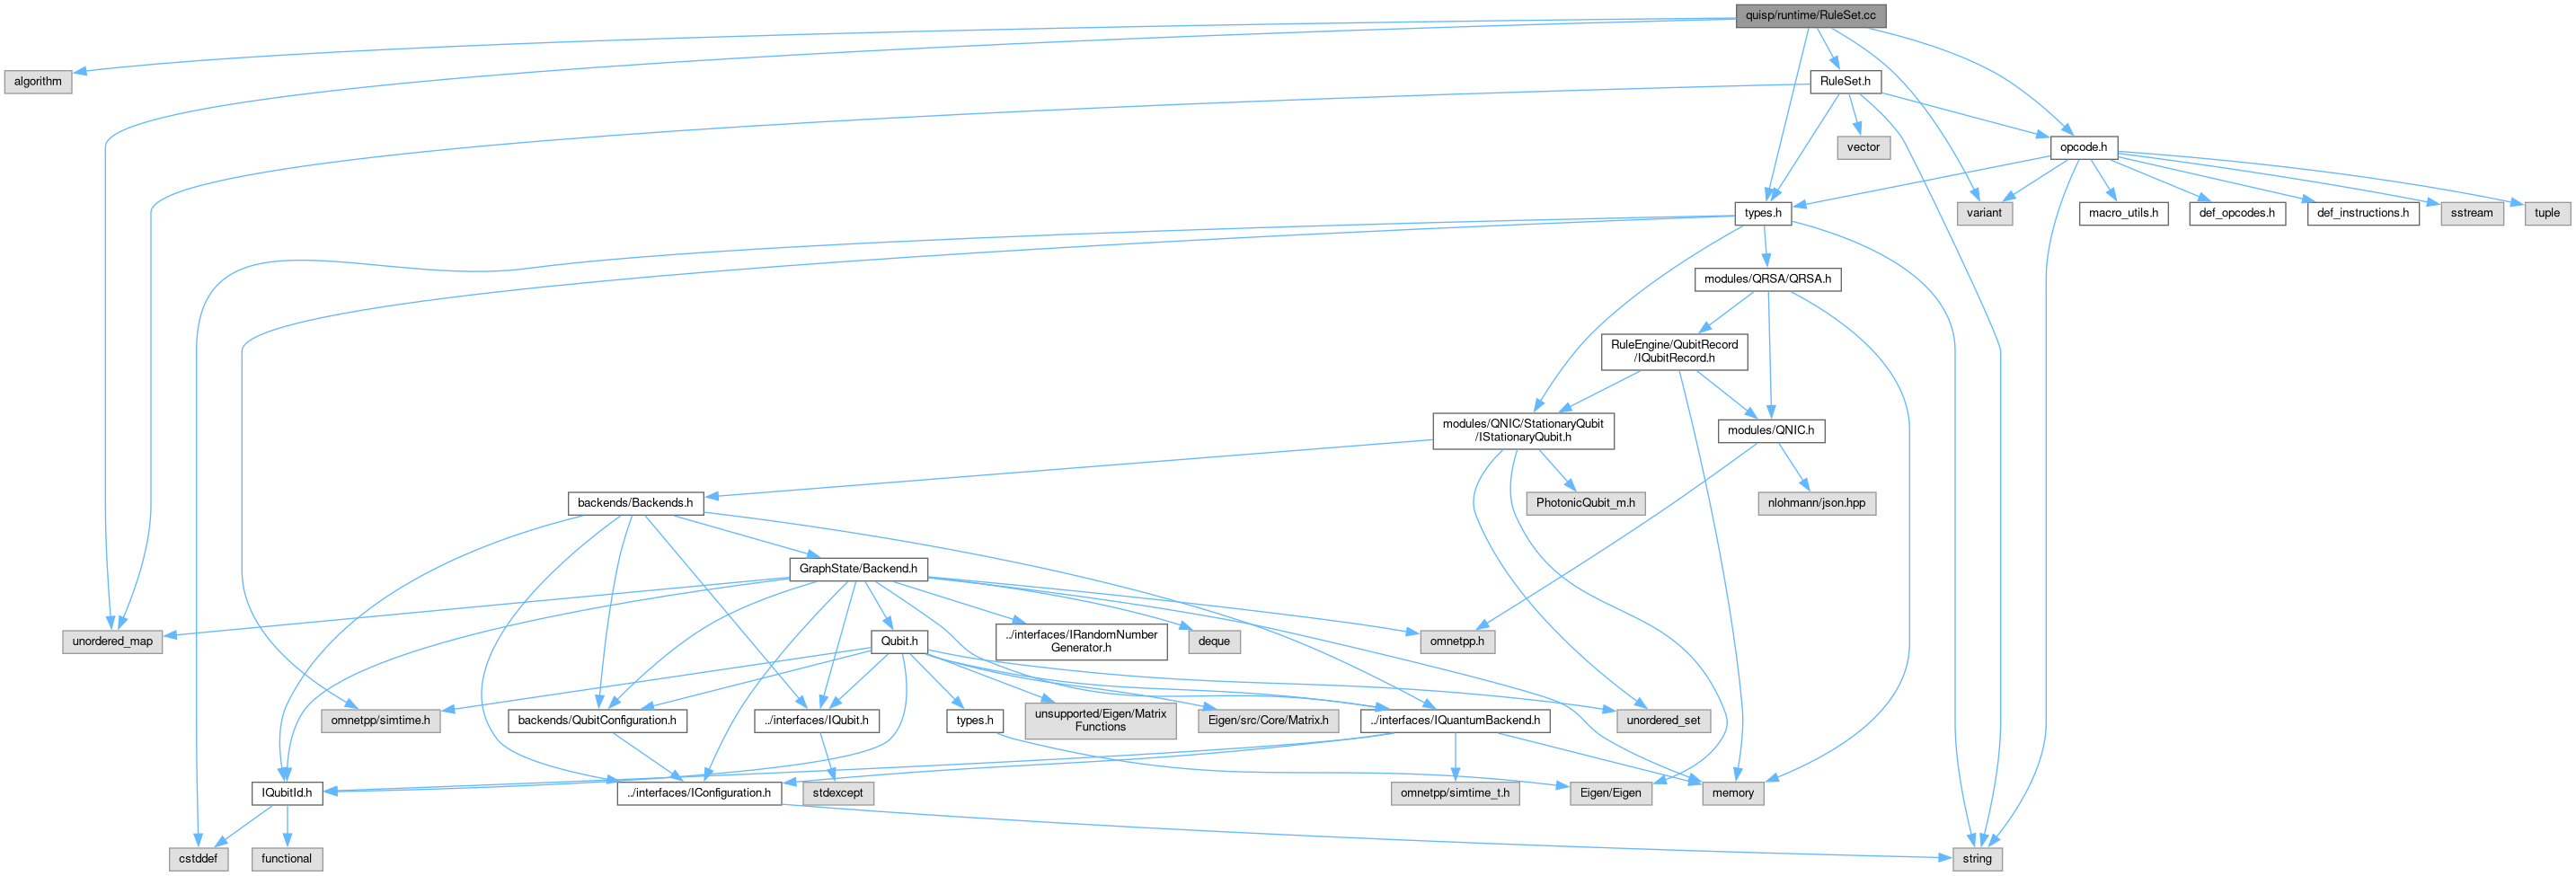 quisp/runtime/RuleSet.cc
algorithm
RuleSet.h
vector
opcode.h
types.h
variant
macro_utils.h
def_opcodes.h
def_instructions.h
sstream
tuple
modules/QRSA/QRSA.h
RuleEngine/QubitRecord
/IQubitRecord.h
modules/QNIC/StationaryQubit
/IStationaryQubit.h
modules/QNIC.h
backends/Backends.h
PhotonicQubit_m.h
nlohmann/json.hpp
GraphState/Backend.h
unordered_map
Qubit.h
../interfaces/IRandomNumber
Generator.h
deque
omnetpp.h
omnetpp/simtime.h
backends/QubitConfiguration.h
../interfaces/IQubit.h
types.h
unsupported/Eigen/Matrix
Functions
Eigen/src/Core/Matrix.h
../interfaces/IQuantumBackend.h
unordered_set
IQubitId.h
../interfaces/IConfiguration.h
stdexcept
omnetpp/simtime_t.h
Eigen/Eigen
memory
cstddef
functional
string